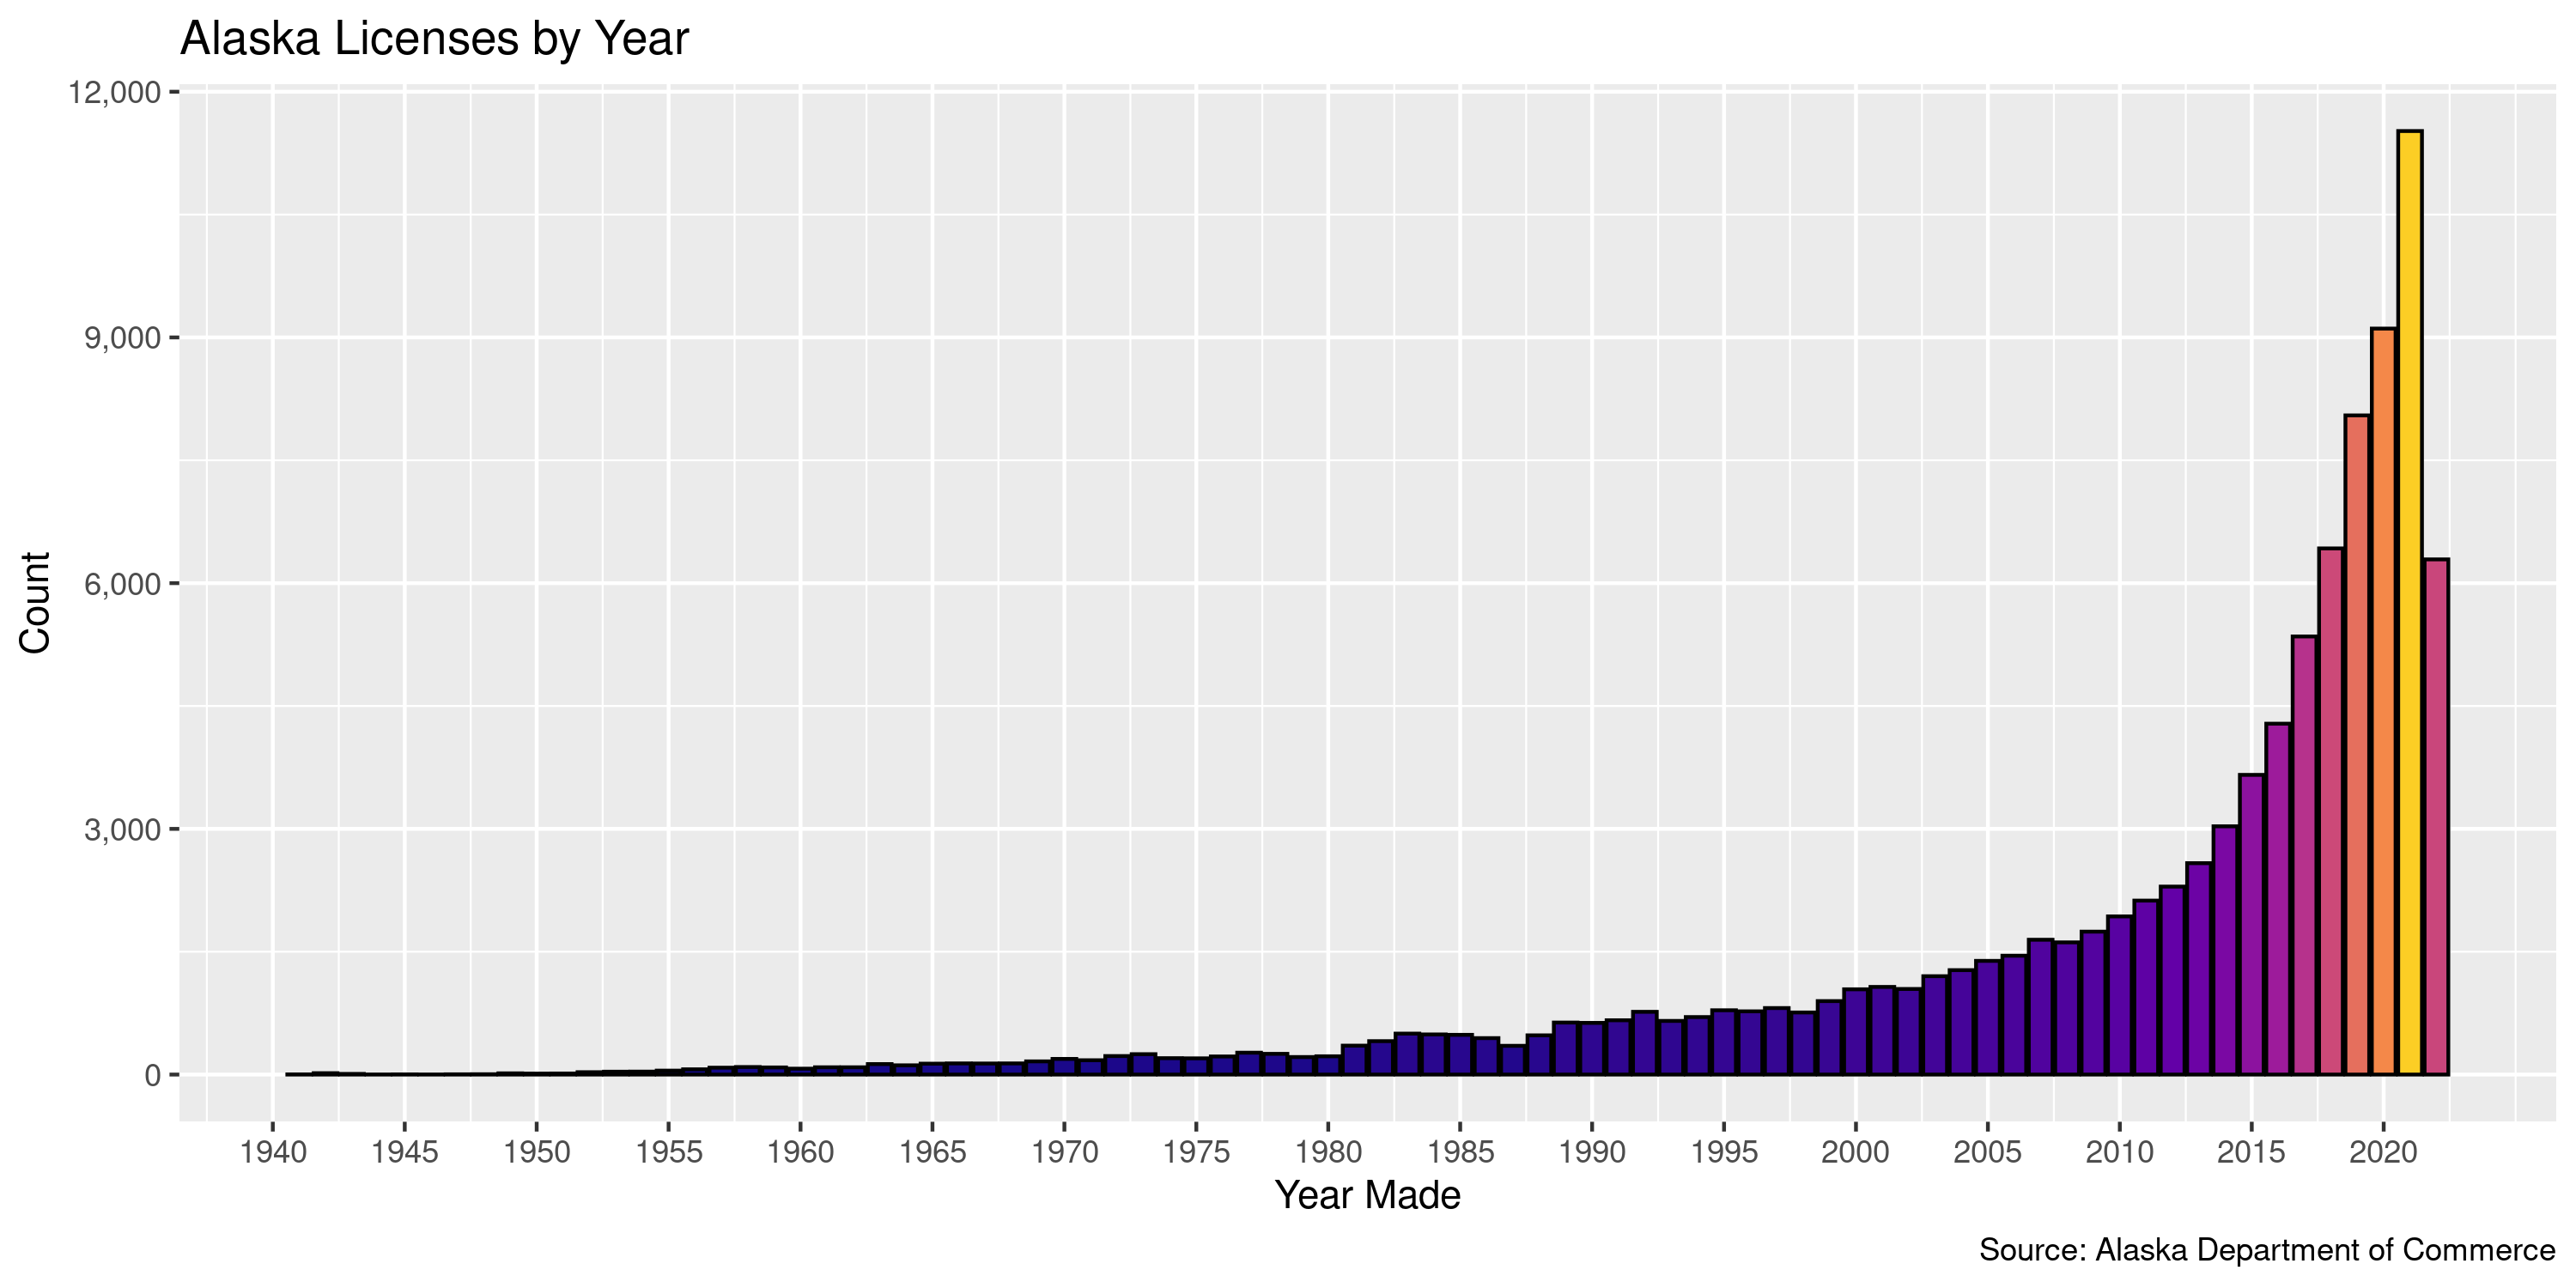 Alaska Licenses by Year
12,000
9,000
6,000
3,000
0
Count
1940 1945 1950 1955 1960 1965 1970 1975 1980 1985 1990 1995 2000 2005 2010 2015 2020
Year Made
Source: Alaska Department of Commerce